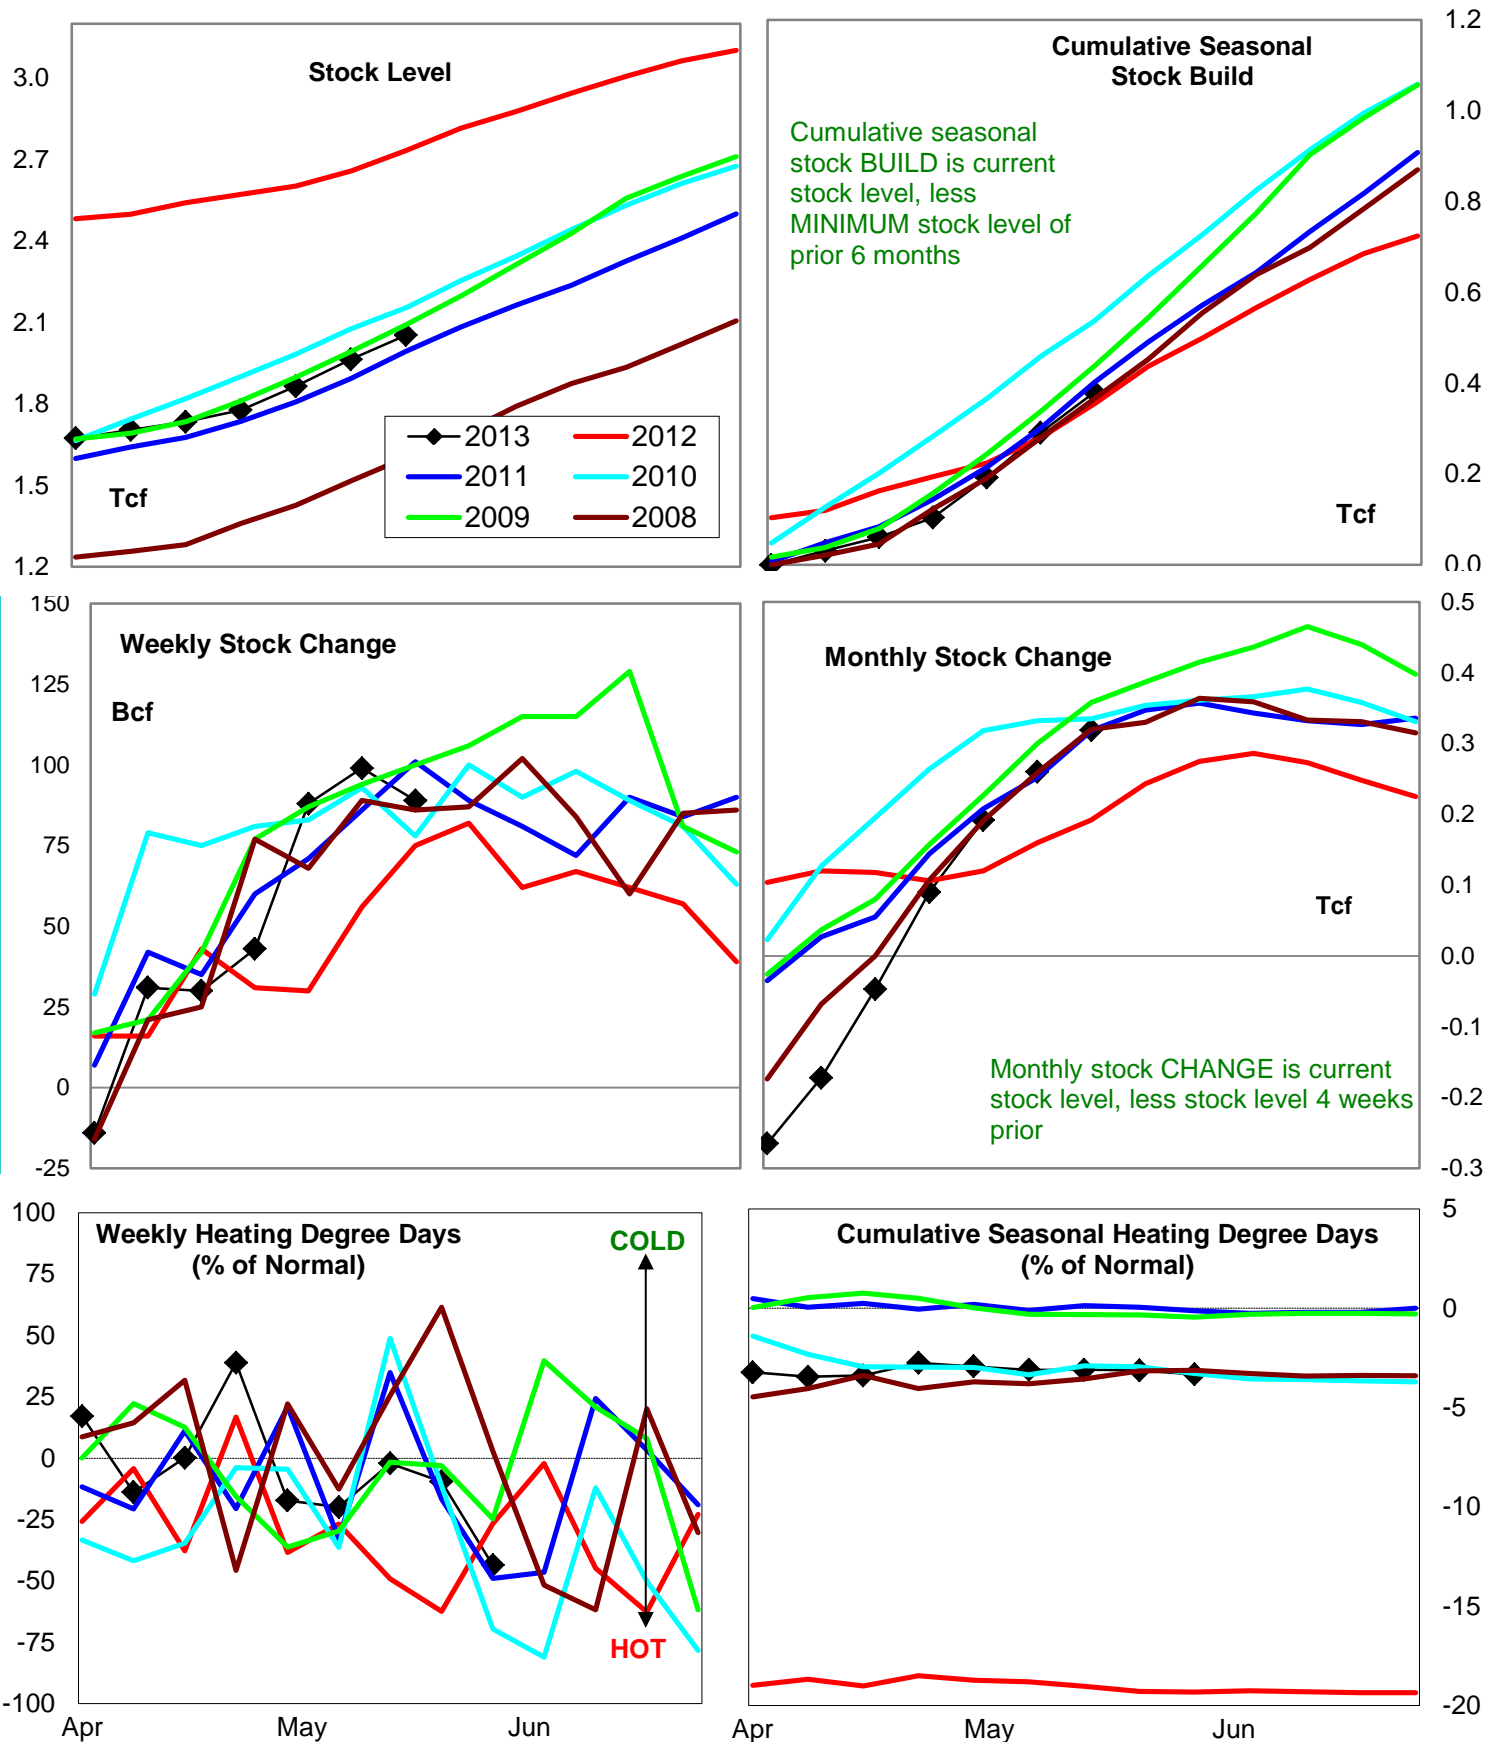 Stock Level
3.0
2.7
2.4
2.1
1.8
1.5
1.2
Tcf
2013
2012
2011
2010
2009
2008
Cumulative Seasonal
Stock Build
Cumulative seasonal
stock BUILD is current
stock level, less
MINIMUM stock level of
prior 6 months
Tcf
1.2
1.0
0.8
0.6
0.4
0.2
0.0
Weekly Stock Change
Bcf
150
125
100
75
50
25
0
-25
Monthly Stock Change
Tcf
Monthly stock CHANGE is current
stock level, less stock level 4 weeks
prior
0.5
0.4
0.3
0.2
0.1
0.0
-0.1
-0.2
-0.3
Weekly Heating Degree Days
(% of Normal)
COLD
HOT
100
75
50
25
0
-25
-50
-75
-100
Apr
May
Jun
Cumulative Seasonal Heating Degree Days
(% of Normal)
5
0
-5
-10
-15
-20
Apr
May
Jun